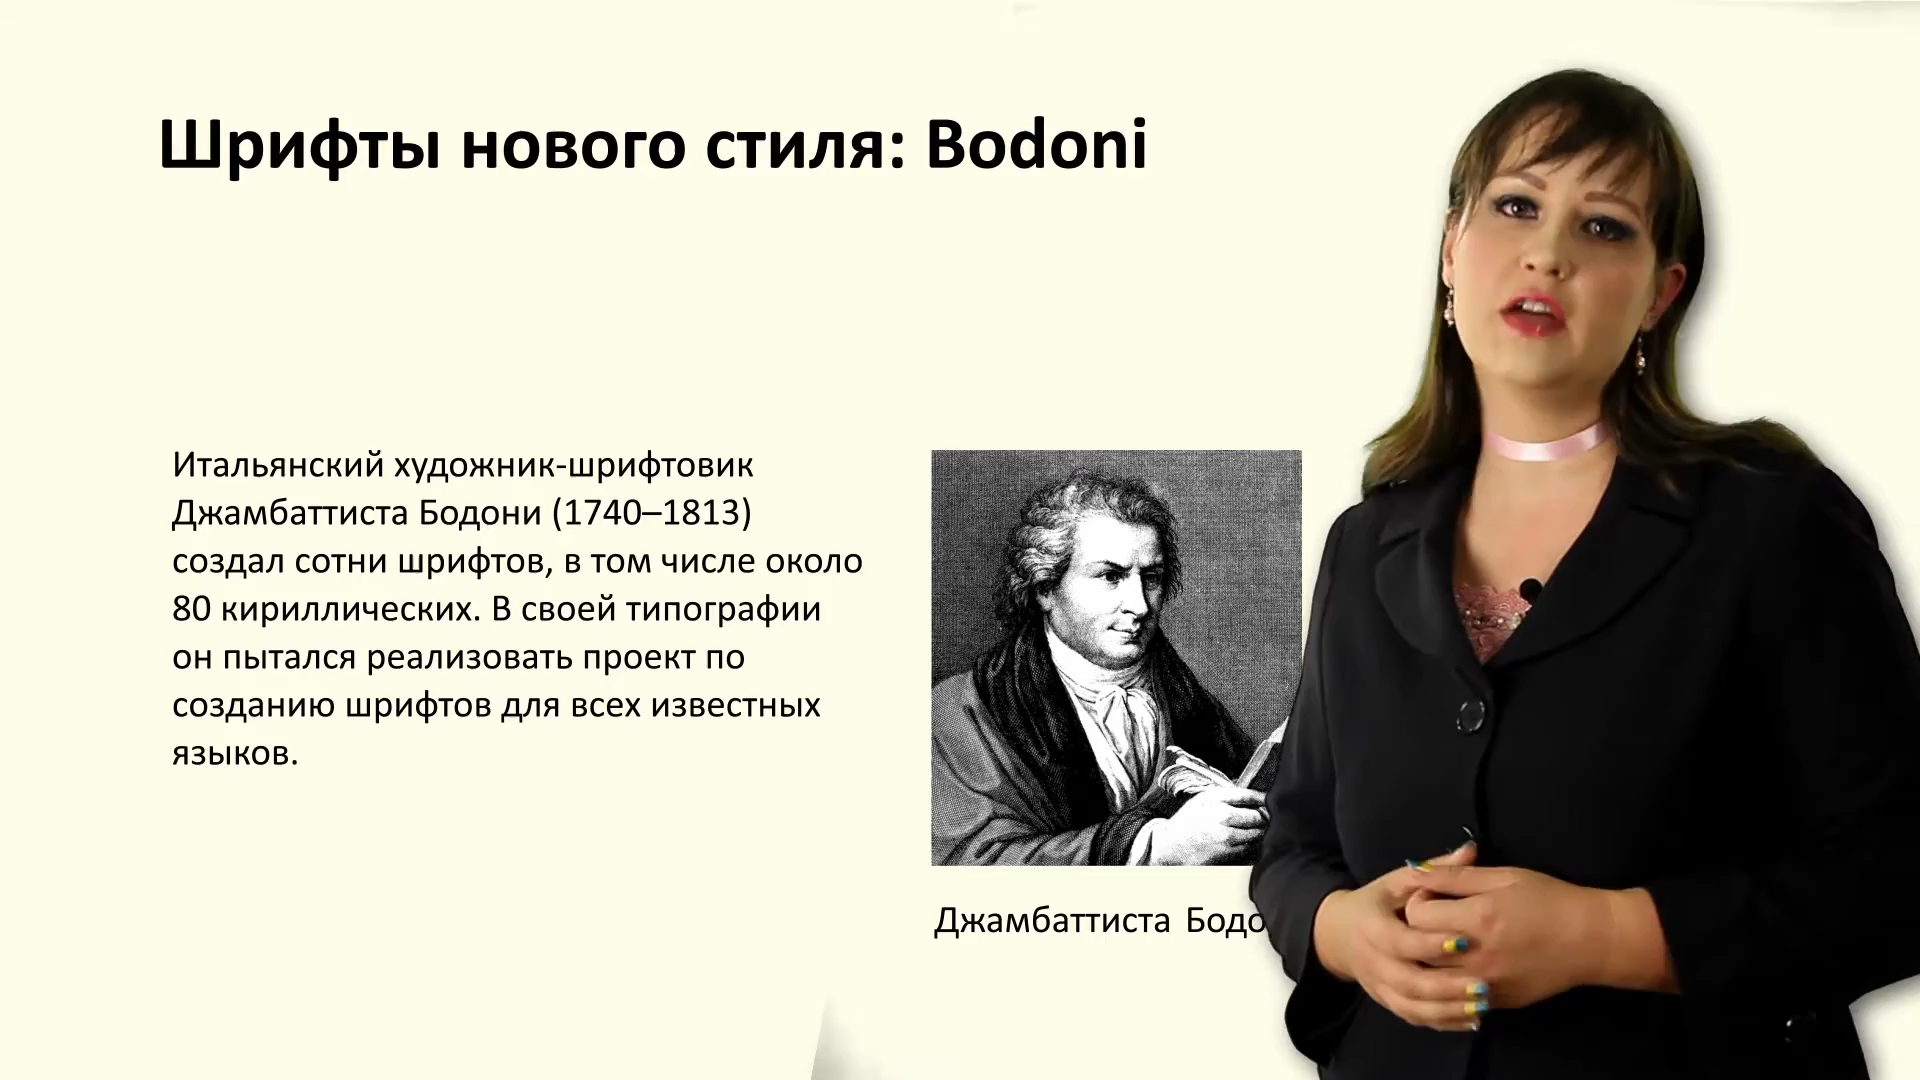 Шрифты нового стиля: Bodoni
Итальянский художник-шрифтовик
Джамбаттиста Бодони (1740–1813)
создал сотни шрифтов, в том числе около
80 кириллических. В своей типографии
он пытался реализовать проект по
созданию шрифтов для всех известных
языков.
Джамбаттиста